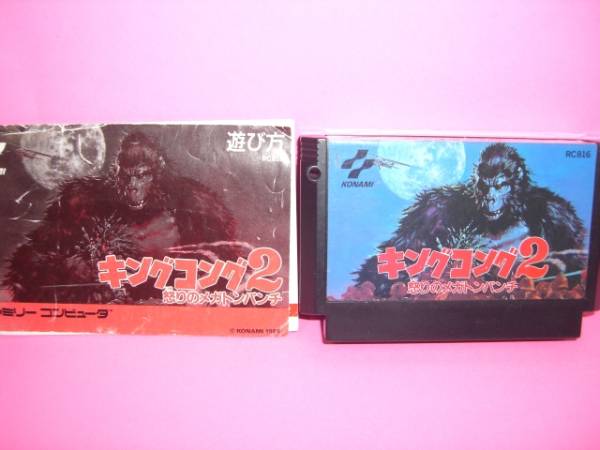 遊び方
キングコング2
怒りのメガトンパンチ
ミリー コンピュータ
© KONAMI
RC816
KONAMI
キングコング2
怒りのメガトンパンチ